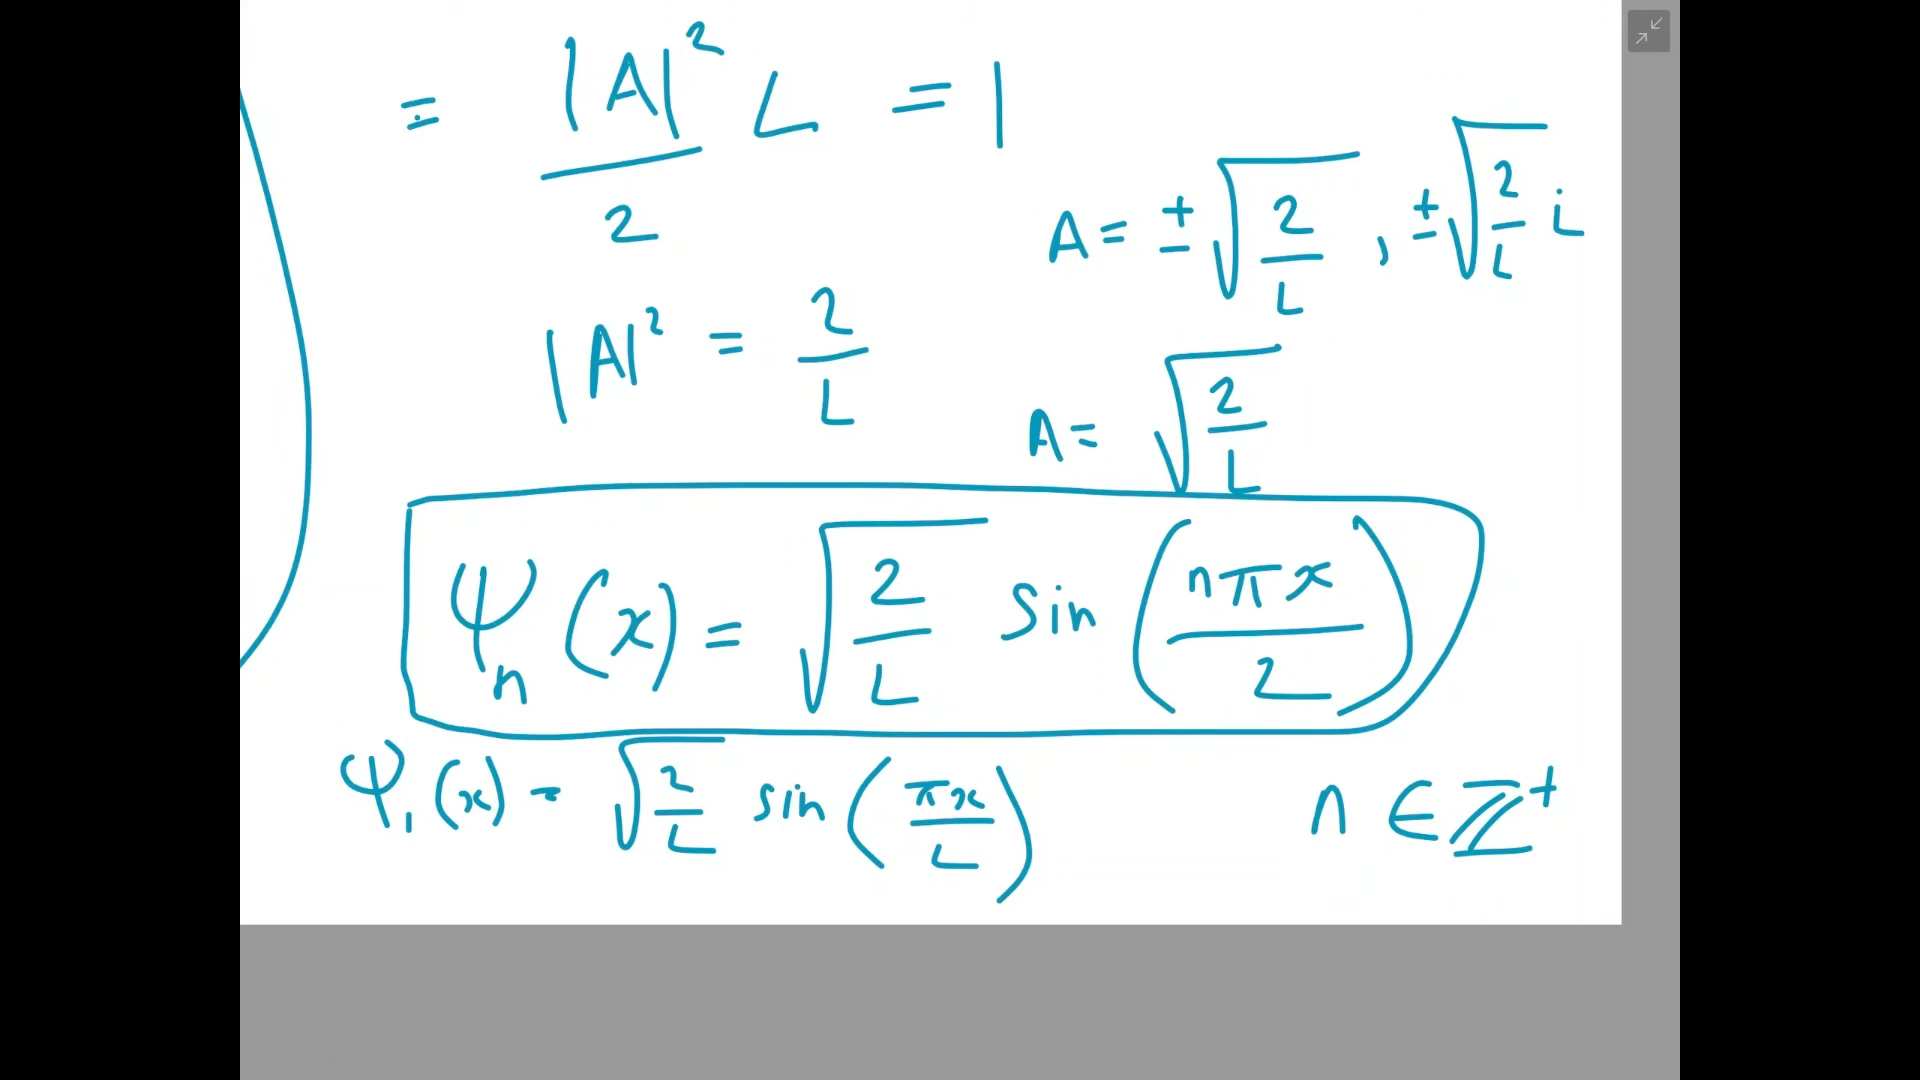 = |A|² / 2 L = 1
A = ± √(2/L) , ± √(2/L) i
|A|² = 2/L
A = √(2/L)
ψₙ(x) = √(2/L) sin(nπx/2)
ψ₁(x) = √(2/L) sin(πx/L)
n ∈ ℤ⁺